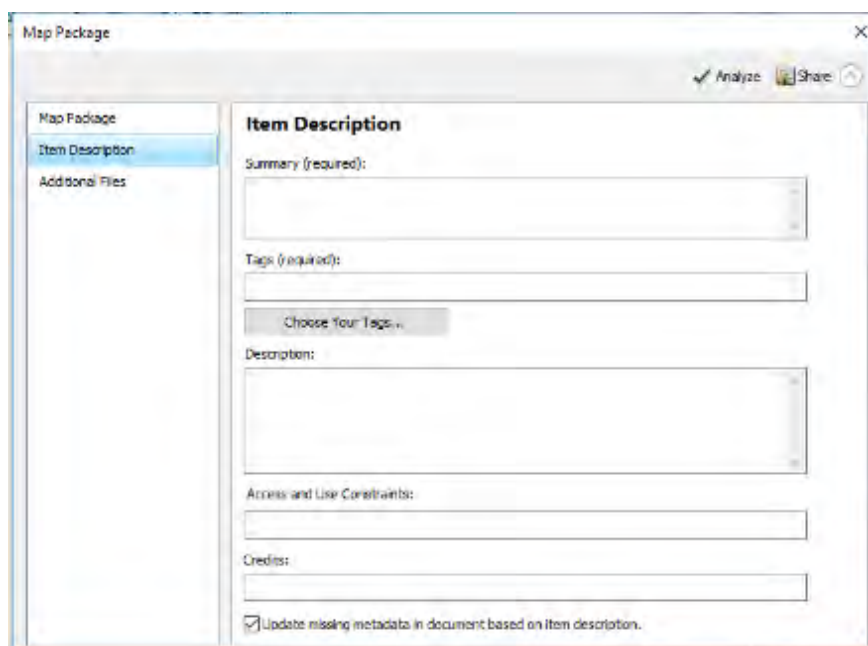 Map Package
Analyze Share
Map Package
Item Description
Additional Files
Item Description
Summary (required):
Tags (required):
Choose Your Tags...
Description:
Access and Use Constraints:
Credits:
Update missing metadata in document based on item description.